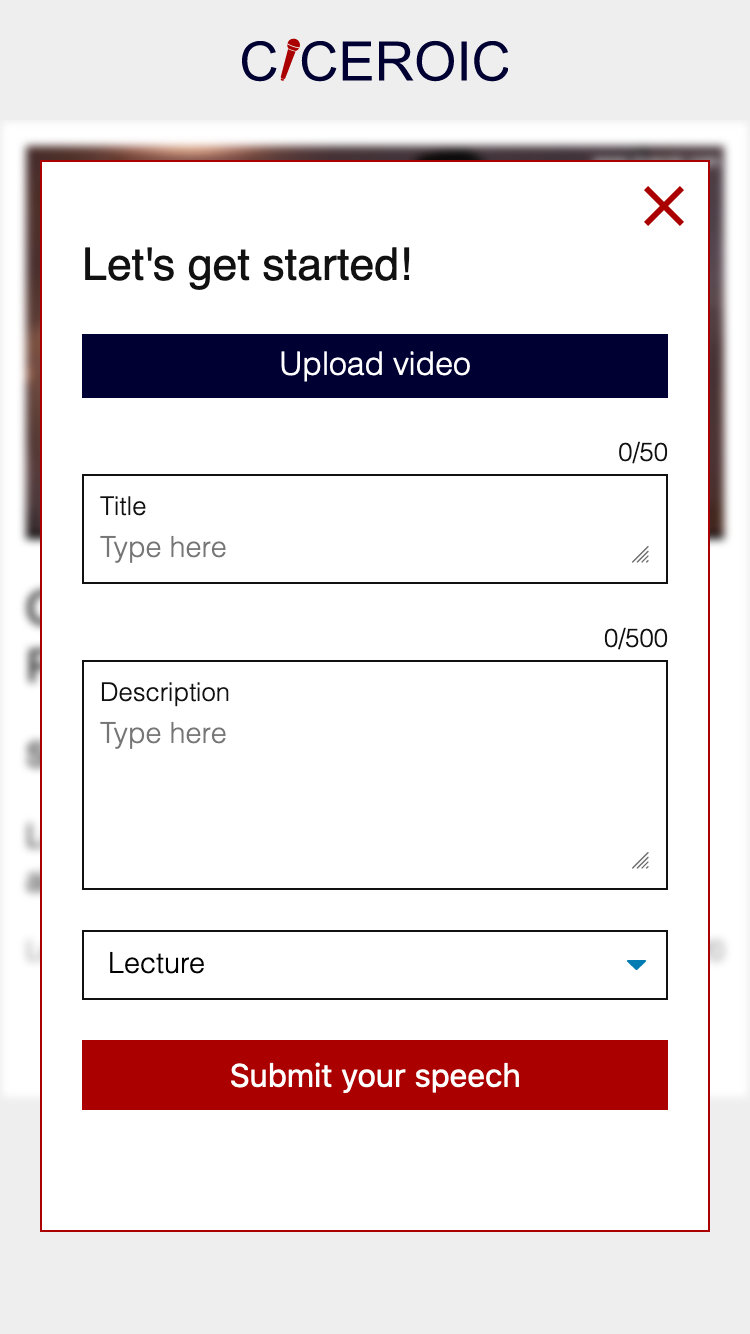 CICEROIC
Let's get started!
Upload video
0/50
Title
Type here
0/500
Description
Type here
Lecture
Submit your speech